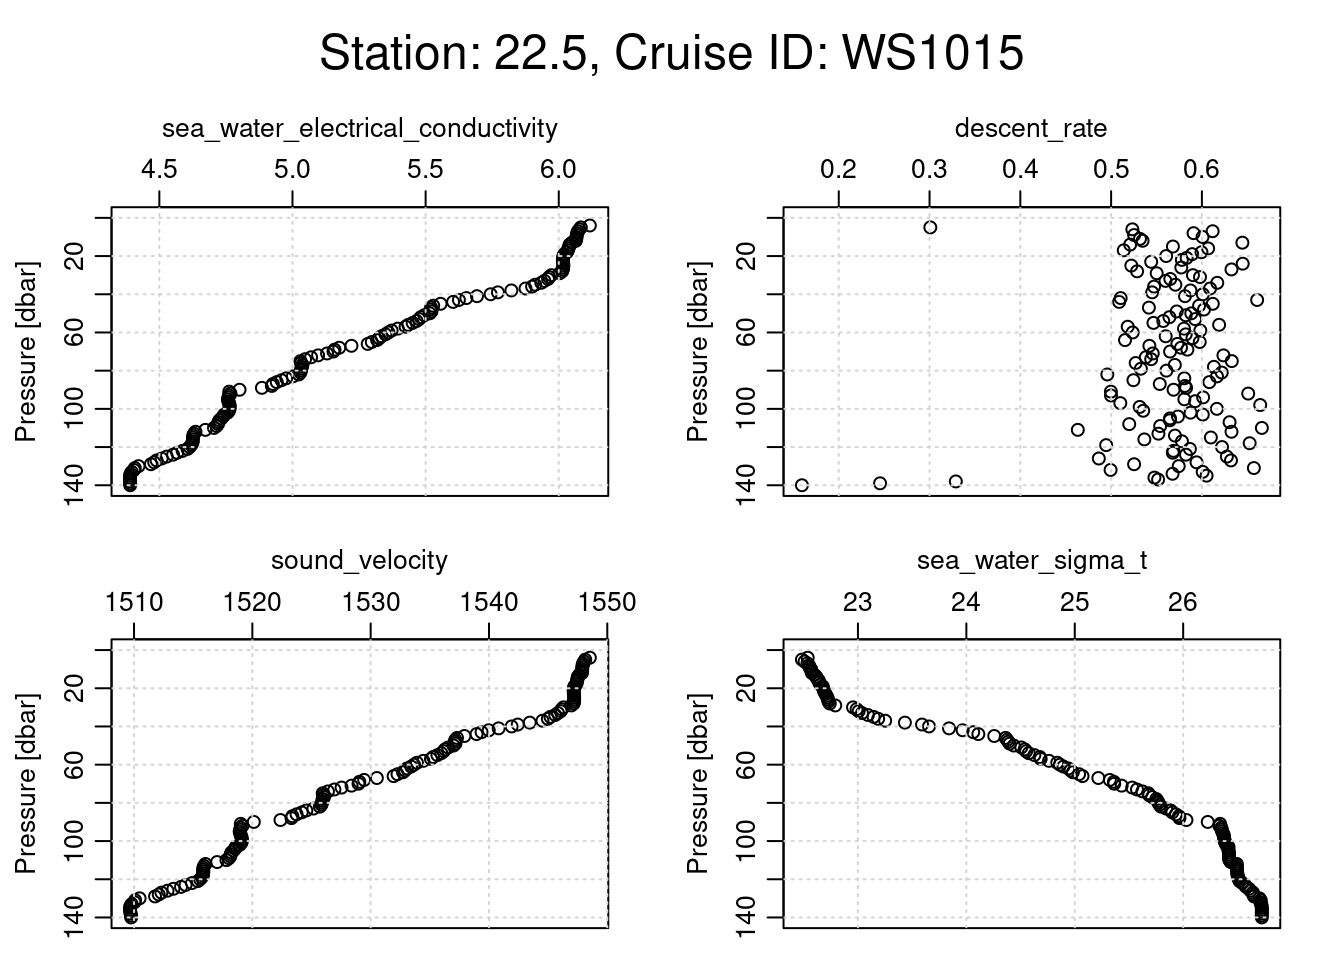 Station: 22.5, Cruise ID: WS1015
sea_water_electrical_conductivity
4.5 5.0 5.5 6.0
Pressure [dbar]
20 60 100 140
descent_rate
0.2 0.3 0.4 0.5 0.6
Pressure [dbar]
20 60 100 140
sound_velocity
1510 1520 1530 1540 1550
Pressure [dbar]
20 60 100 140
sea_water_sigma_t
23 24 25 26
Pressure [dbar]
20 60 100 140